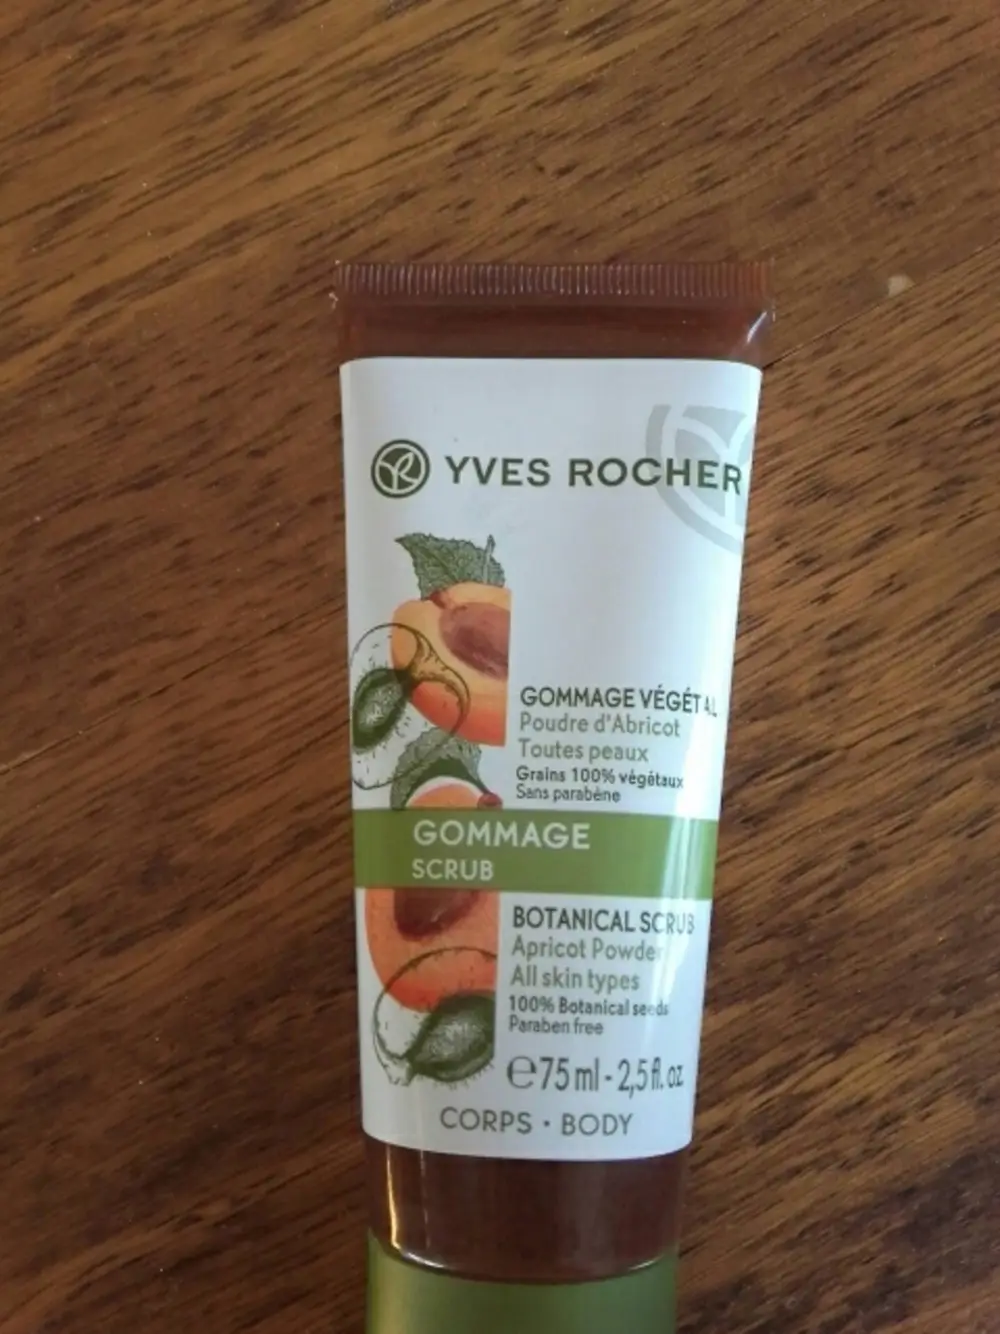 YVES ROCHER
GOMMAGE VÉGÉTAL
Poudre d'Abricot
Toutes peaux
Grains 100% végétaux
Sans parabène
GOMMAGE
SCRUB
BOTANICAL SCRUB
Apricot Powder
All skin types
100% Botanical seeds
Paraben free
℮75 ml - 2,5 fl. oz.
CORPS • BODY